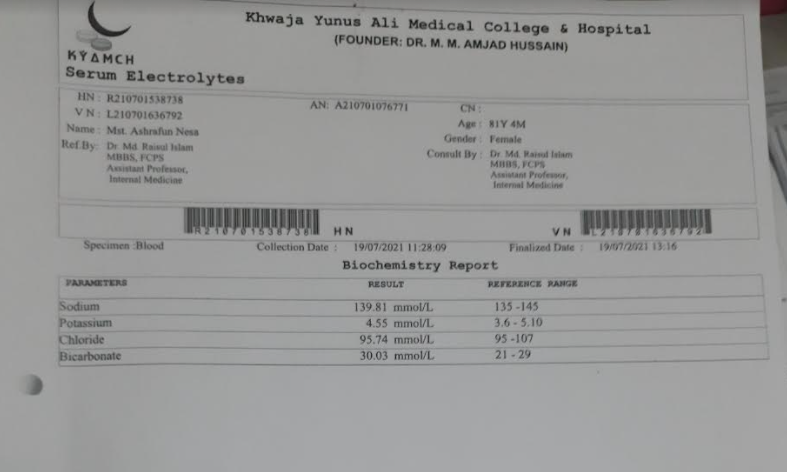 Khwaja Yunus Ali Medical College & Hospital
(FOUNDER: DR. M. M. AMJAD HUSSAIN)
KYAMCH
Serum Electrolytes
HN : R210701538738 AN: A210701076771 CN :
VN : L210701636792 Age : 81Y 4M
Name : Mst. Ashrafun Nesa Gender : Female
Ref.By: Dr. Md. Raisul Islam Consult By : Dr. Md. Raisul Islam
MBBS, FCPS MBBS, FCPS
Assistant Professor, Assistant Professor,
Internal Medicine Internal Medicine
R210701538738 HN VN L210701636792
Specimen :Blood Collection Date : 19/07/2021 11:28:09 Finalized Date : 19/07/2021 13:16
Biochemistry Report
PARAMETERS RESULT REFERENCE RANGE
Sodium 139.81 mmol/L 135 -145
Potassium 4.55 mmol/L 3.6 - 5.10
Chloride 95.74 mmol/L 95 -107
Bicarbonate 30.03 mmol/L 21 - 29